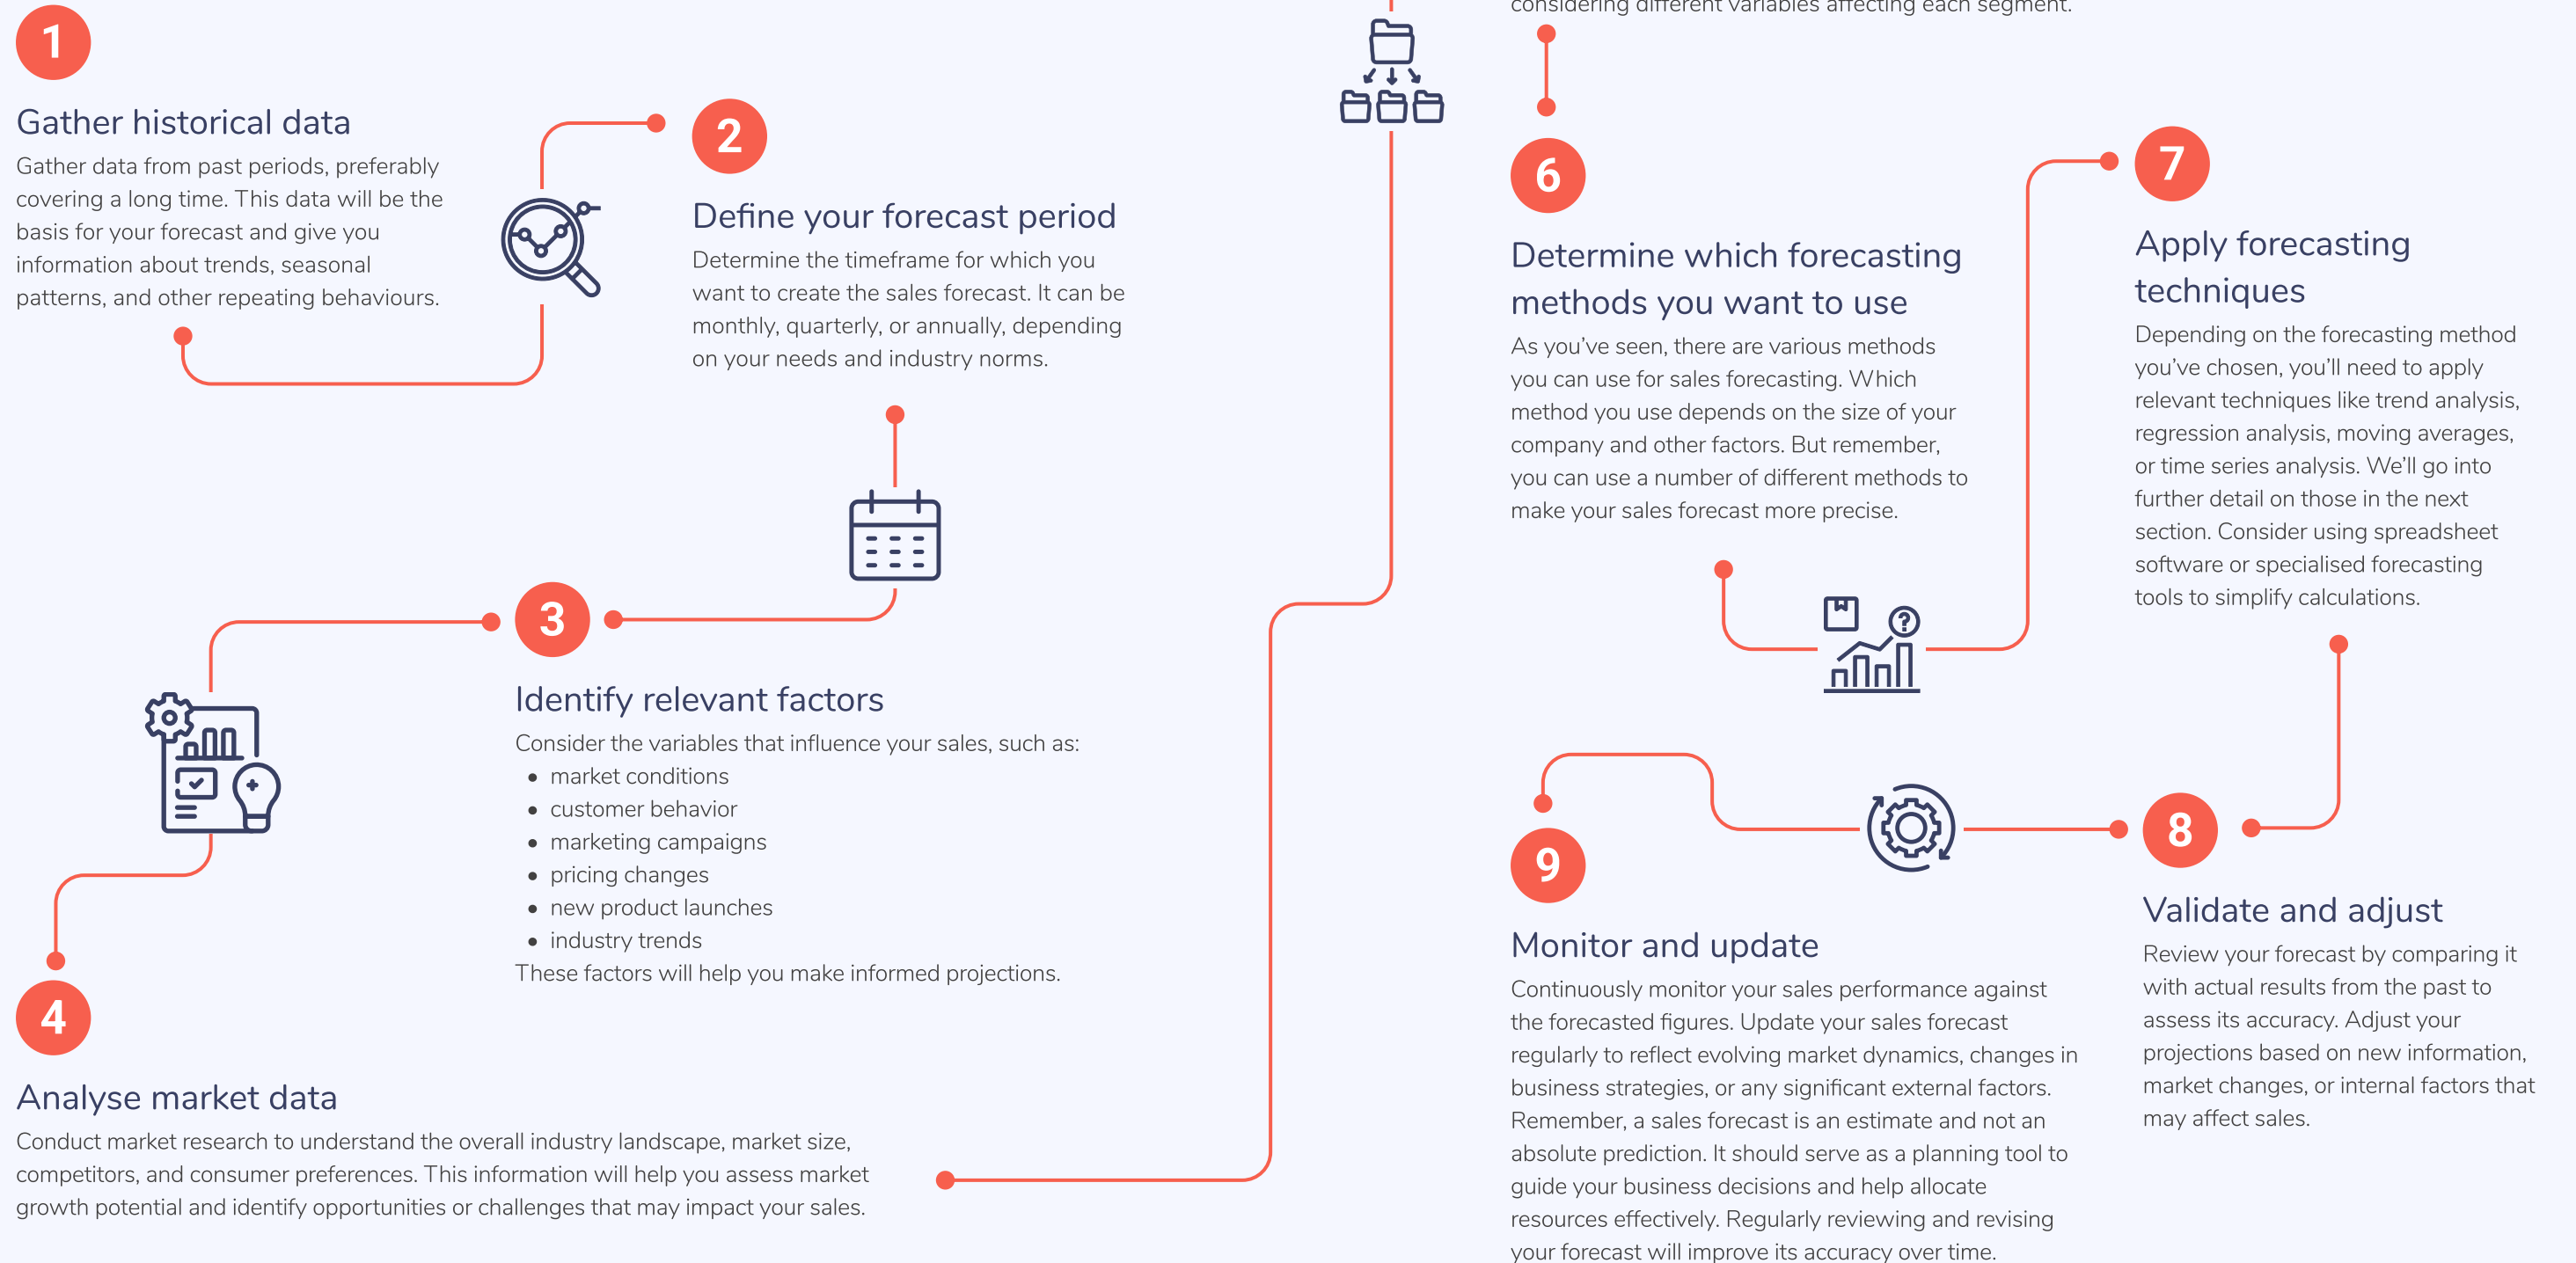 1
Gather historical data
Gather data from past periods, preferably
covering a long time. This data will be the
basis for your forecast and give you
information about trends, seasonal
patterns, and other repeating behaviours.
2
Define your forecast period
Determine the timeframe for which you
want to create the sales forecast. It can be
monthly, quarterly, or annually, depending
on your needs and industry norms.
3
Identify relevant factors
Consider the variables that influence your sales, such as:
• market conditions
• customer behavior
• marketing campaigns
• pricing changes
• new product launches
• industry trends
These factors will help you make informed projections.
4
Analyse market data
Conduct market research to understand the overall industry landscape, market size,
competitors, and consumer preferences. This information will help you assess market
growth potential and identify opportunities or challenges that may impact your sales.
considering different variables affecting each segment.
6
Determine which forecasting
methods you want to use
As you’ve seen, there are various methods
you can use for sales forecasting. Which
method you use depends on the size of your
company and other factors. But remember,
you can use a number of different methods to
make your sales forecast more precise.
?
7
Apply forecasting
techniques
Depending on the forecasting method
you’ve chosen, you’ll need to apply
relevant techniques like trend analysis,
regression analysis, moving averages,
or time series analysis. We’ll go into
further detail on those in the next
section. Consider using spreadsheet
software or specialised forecasting
tools to simplify calculations.
8
Validate and adjust
Review your forecast by comparing it
with actual results from the past to
assess its accuracy. Adjust your
projections based on new information,
market changes, or internal factors that
may affect sales.
9
Monitor and update
Continuously monitor your sales performance against
the forecasted figures. Update your sales forecast
regularly to reflect evolving market dynamics, changes in
business strategies, or any significant external factors.
Remember, a sales forecast is an estimate and not an
absolute prediction. It should serve as a planning tool to
guide your business decisions and help allocate
resources effectively. Regularly reviewing and revising
your forecast will improve its accuracy over time.